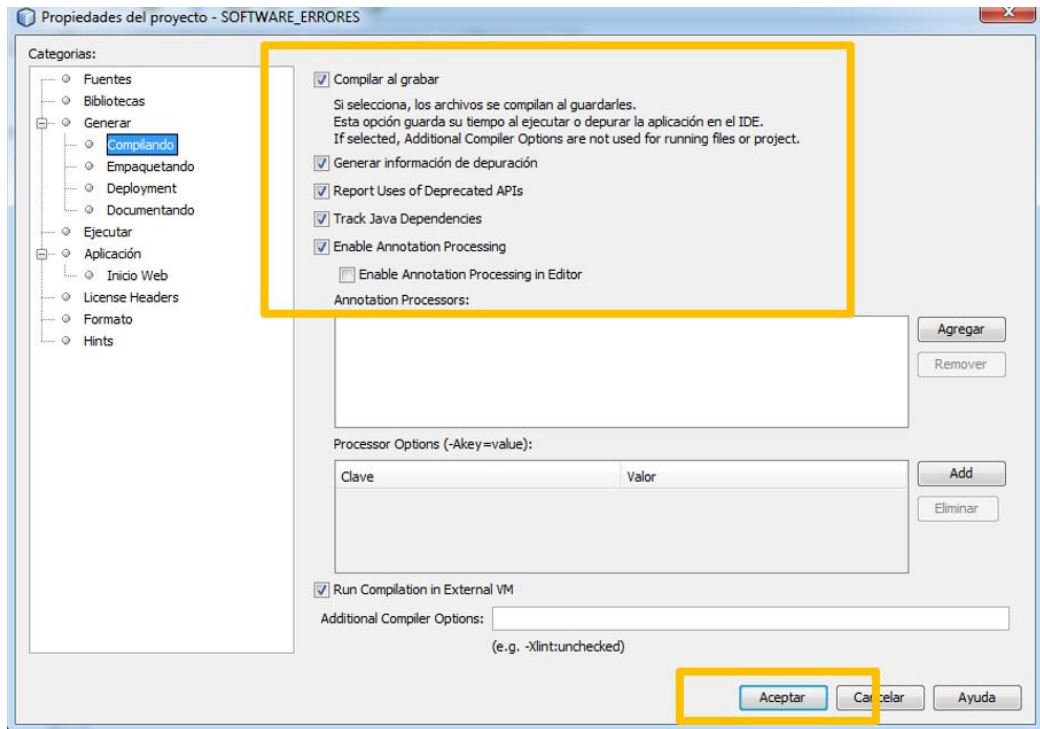 Propiedades del proyecto - SOFTWARE_ERRORES
Categorias:
Fuentes
Bibliotecas
Generar
Compilando
Empaquetando
Deployment
Documentando
Ejecutar
Aplicación
Inicio Web
License Headers
Formato
Hints
Compilar al grabar
Si selecciona, los archivos se compilan al guardarles.
Esta opción guarda su tiempo al ejecutar o depurar la aplicación en el IDE.
If selected, Additional Compiler Options are not used for running files or project.
Generar información de depuración
Report Uses of Deprecated APIs
Track Java Dependencies
Enable Annotation Processing
Enable Annotation Processing in Editor
Annotation Processors:
Agregar
Remover
Processor Options (-Akey=value):
Clave Valor
Add
Eliminar
Run Compilation in External VM
Additional Compiler Options:
(e.g. -Xlint:unchecked)
Aceptar Cancelar Ayuda